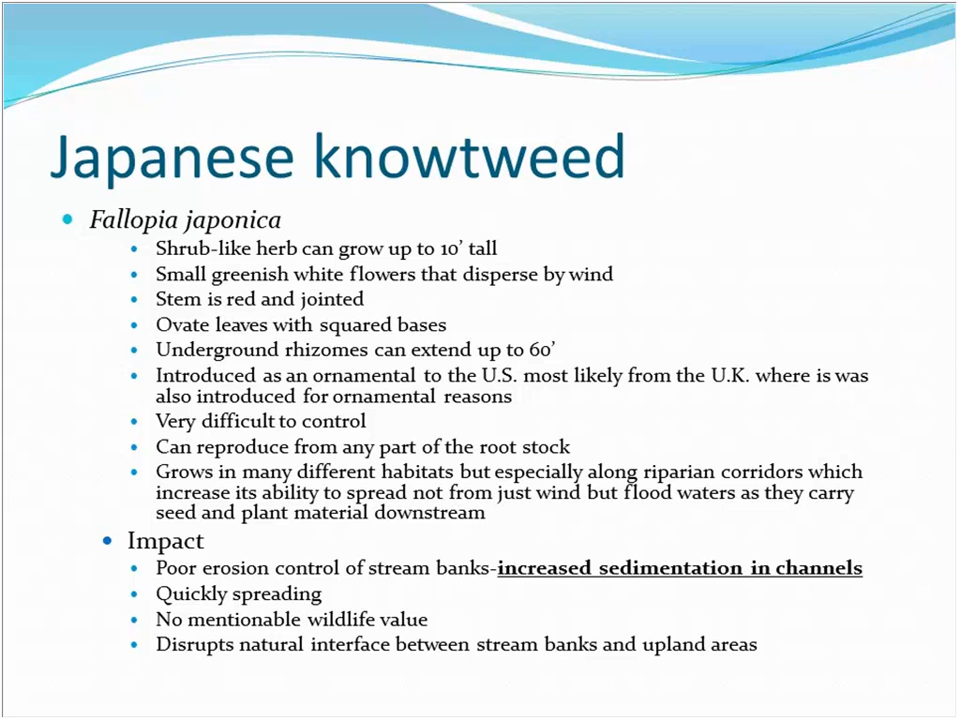 Japanese knowtweed
Fallopia japonica
Shrub-like herb can grow up to 10’ tall
Small greenish white flowers that disperse by wind
Stem is red and jointed
Ovate leaves with squared bases
Underground rhizomes can extend up to 60’
Introduced as an ornamental to the U.S. most likely from the U.K. where is was
also introduced for ornamental reasons
Very difficult to control
Can reproduce from any part of the root stock
Grows in many different habitats but especially along riparian corridors which
increase its ability to spread not from just wind but flood waters as they carry
seed and plant material downstream
Impact
Poor erosion control of stream banks-increased sedimentation in channels
Quickly spreading
No mentionable wildlife value
Disrupts natural interface between stream banks and upland areas